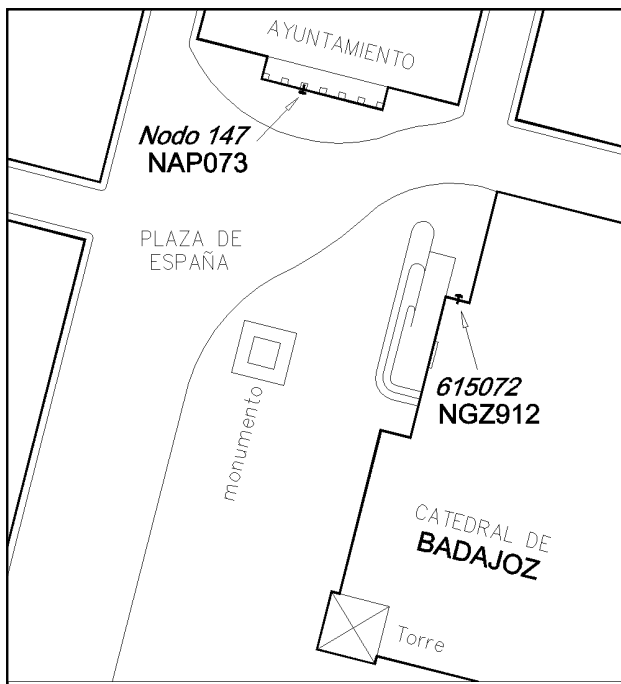 AYUNTAMIENTO
Nodo 147
NAP073
PLAZA DE
ESPAÑA
615072
NGZ912
monumento
CATEDRAL DE
BADAJOZ
Torre